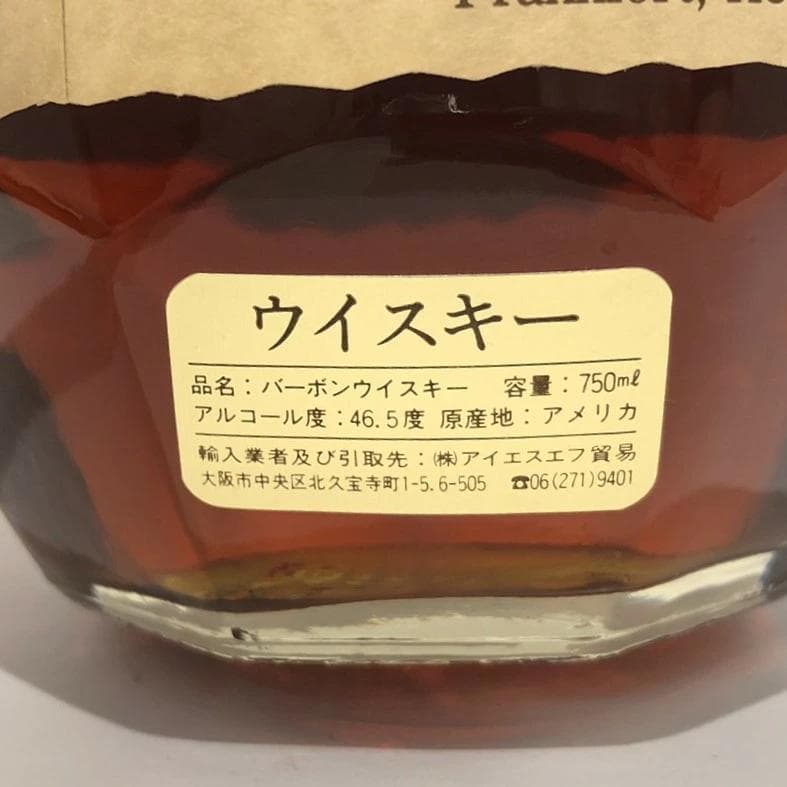 Frankfort,
ウイスキー
品名：バーボンウイスキー 容量：750mℓ
アルコール度：46.5度 原産地：アメリカ
輸入業者及び引取先：㈱アイエスエフ貿易
大阪市中央区北久宝寺町1-5.6-505 ☎06(271)9401